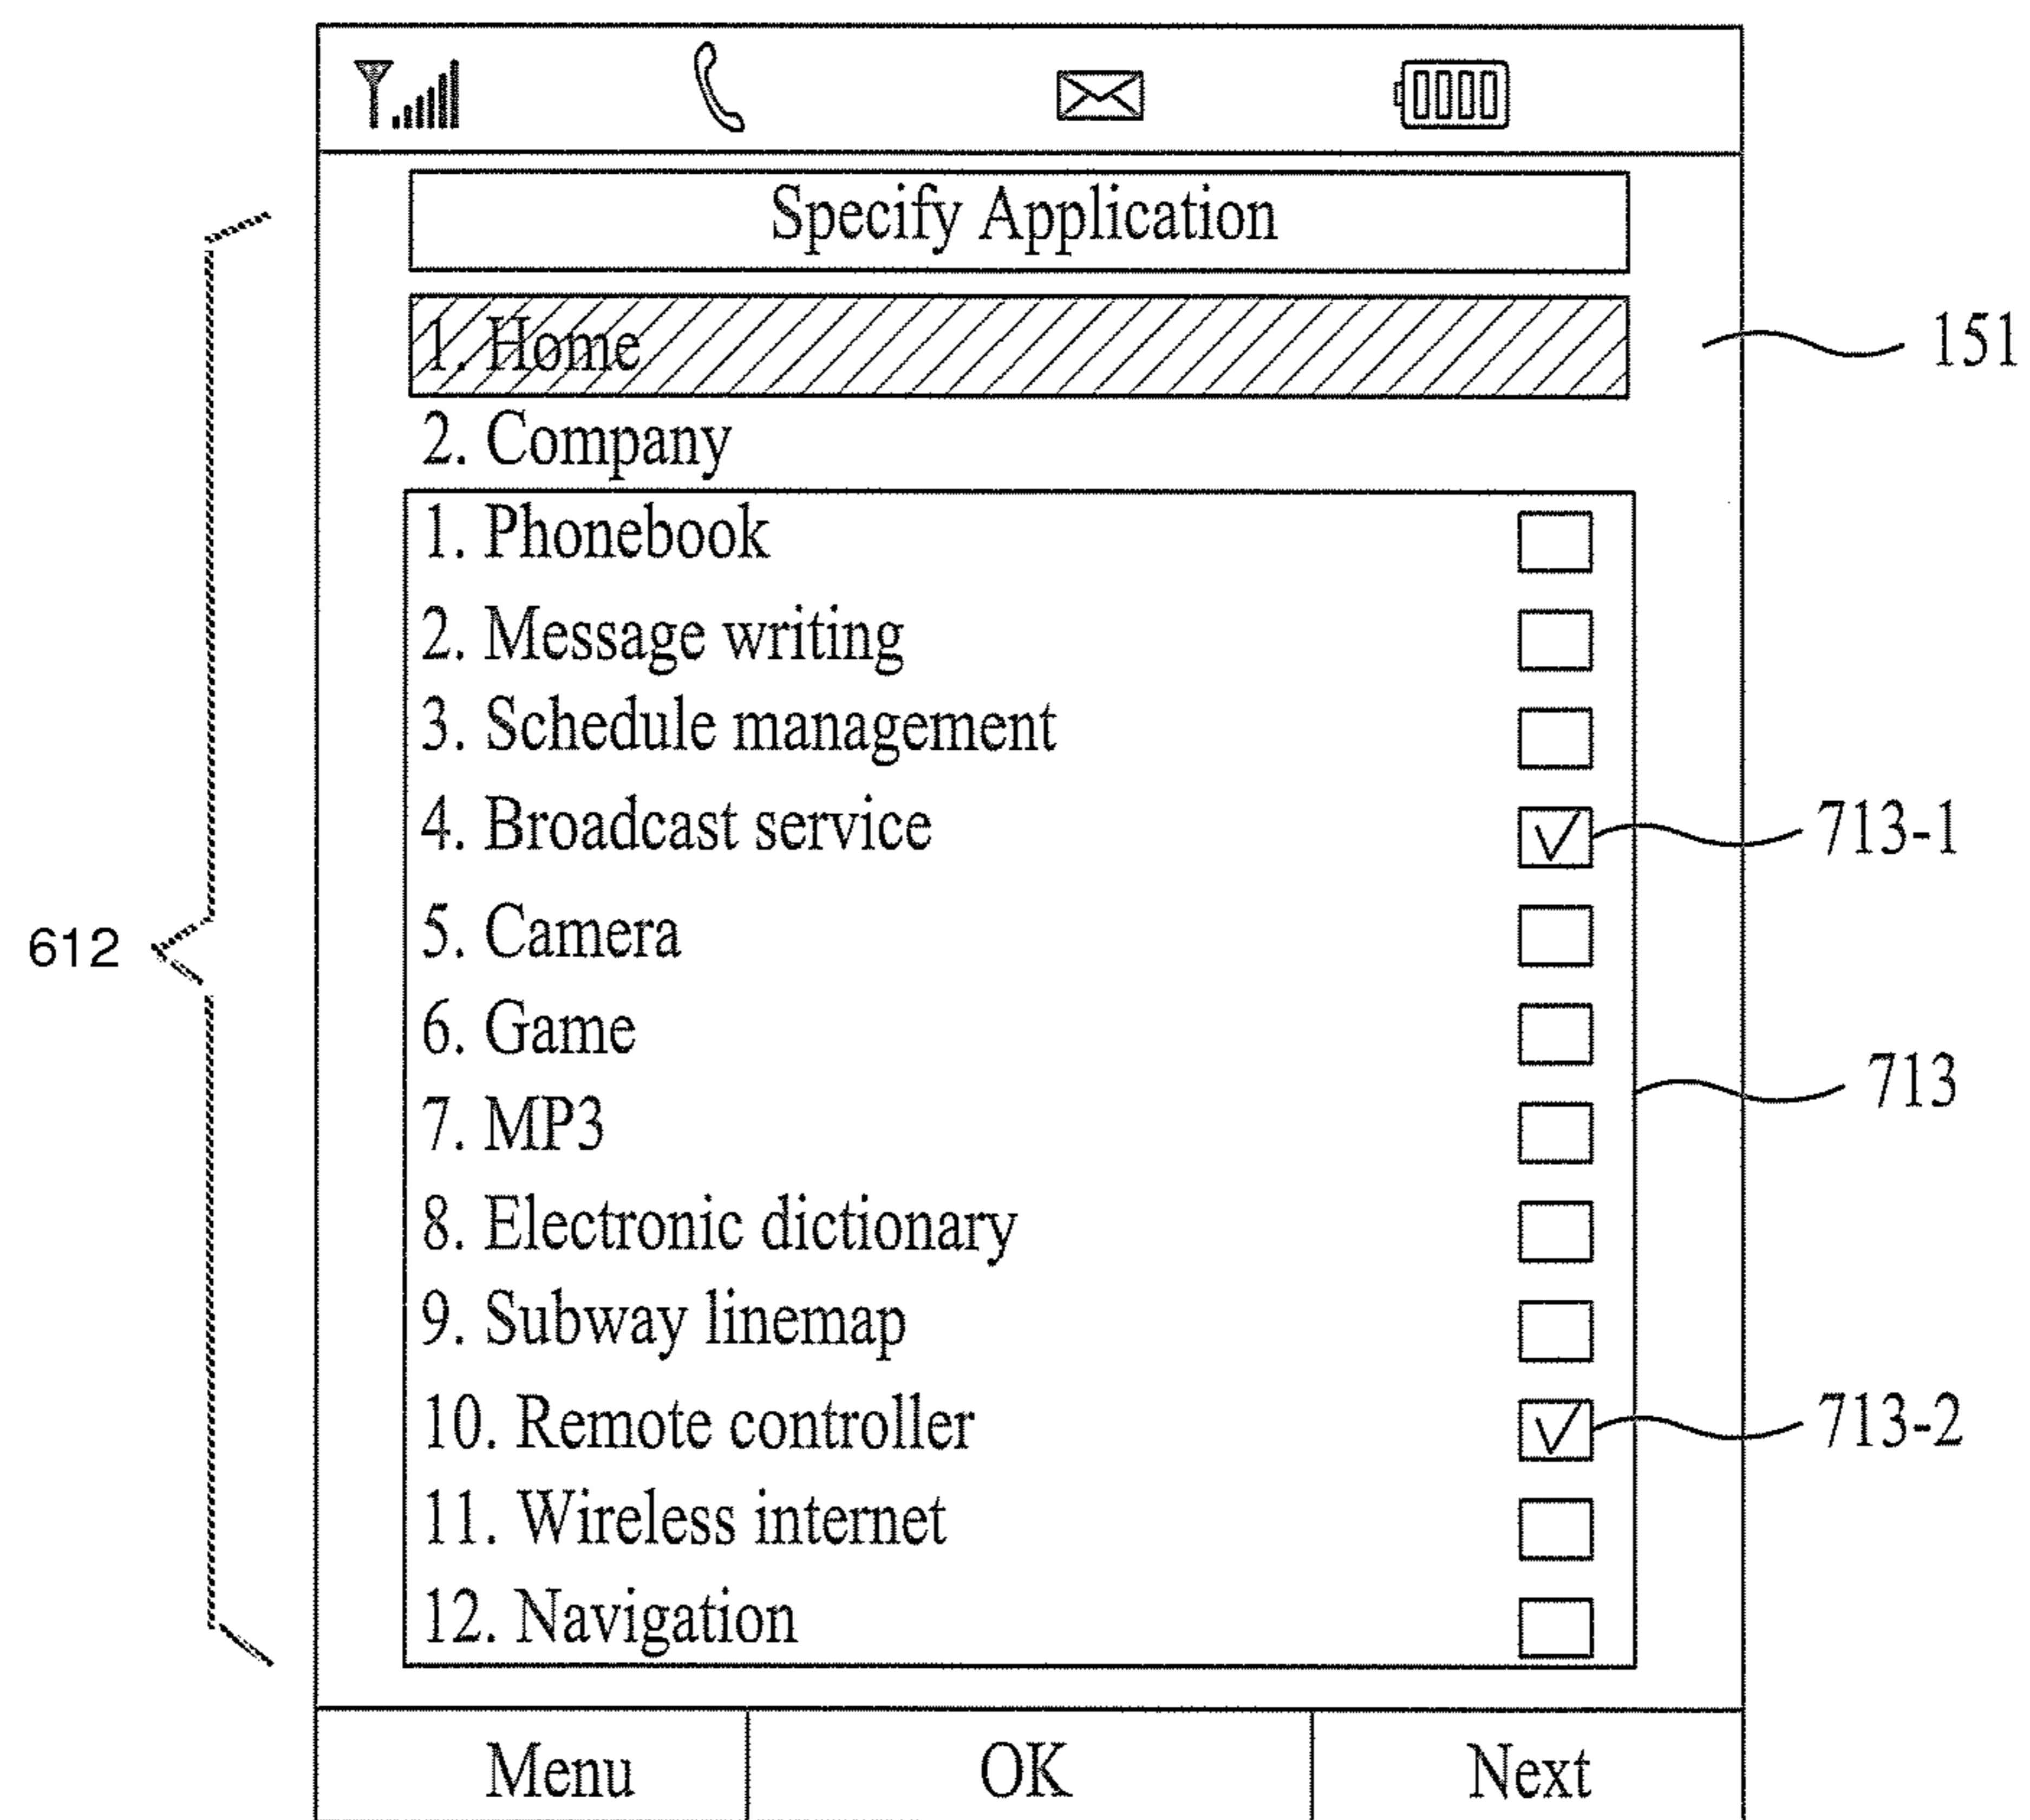 Specify Application
1. Home
151
2. Company
1. Phonebook
2. Message writing
3. Schedule management
4. Broadcast service
713-1
5. Camera
612
6. Game
713
7. MP3
8. Electronic dictionary
9. Subway linemap
10. Remote controller
713-2
11. Wireless internet
12. Navigation
Menu OK Next